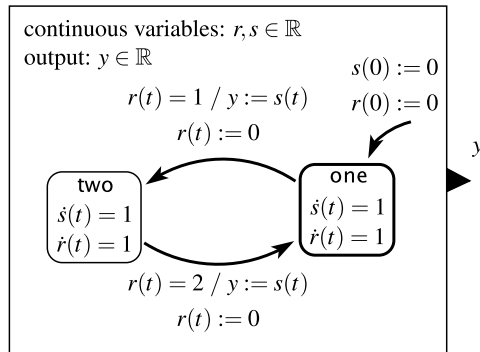 continuous variables: r, s ∈ ℝ
output: y ∈ ℝ
s(0) := 0
r(0) := 0
r(t) = 1 / y := s(t)
r(t) := 0
y
two
ṡ(t) = 1
ṙ(t) = 1
one
ṡ(t) = 1
ṙ(t) = 1
r(t) = 2 / y := s(t)
r(t) := 0